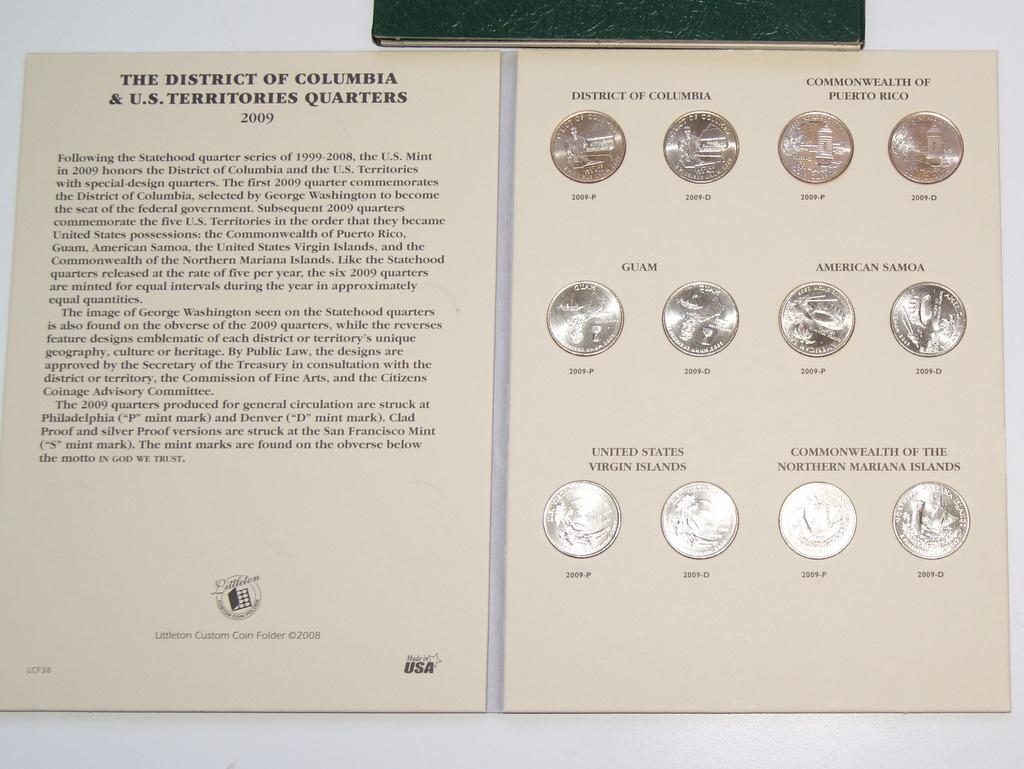 THE DISTRICT OF COLUMBIA
& U.S. TERRITORIES QUARTERS
2009
Following the Statehood quarter series of 1999-2008, the U.S. Mint
in 2009 honors the District of Columbia and the U.S. Territories
with special-design quarters. The first 2009 quarter commemorates
the District of Columbia, selected by George Washington to become
the seat of the federal government. Subsequent 2009 quarters
commemorate the five U.S. Territories in the order that they became
United States possessions: the Commonwealth of Puerto Rico,
Guam, American Samoa, the United States Virgin Islands, and the
Commonwealth of the Northern Mariana Islands. Like the Statehood
quarters released at the rate of five per year, the six 2009 quarters
are minted for equal intervals during the year in approximately
equal quantities.
The image of George Washington seen on the Statehood quarters
is also found on the obverse of the 2009 quarters, while the reverses
feature designs emblematic of each district or territory's unique
geography, culture or heritage. By Public Law, the designs are
approved by the Secretary of the Treasury in consultation with the
district or territory, the Commission of Fine Arts, and the Citizens
Coinage Advisory Committee.
The 2009 quarters produced for general circulation are struck at
Philadelphia ("P" mint mark) and Denver ("D" mint mark). Clad
Proof and silver Proof versions are struck at the San Francisco Mint
("S" mint mark). The mint marks are found on the obverse below
the motto IN GOD WE TRUST.
Littleton
CUSTOM COIN FOLDER
Littleton Custom Coin Folder ©2008
LCF38
Made in
USA
DISTRICT OF COLUMBIA
2009-P
2009-D
COMMONWEALTH OF
PUERTO RICO
2009-P
2009-D
GUAM
GUAM
2009-P
2009-D
AMERICAN SAMOA
2009-P
2009-D
UNITED STATES
VIRGIN ISLANDS
2009-P
2009-D
COMMONWEALTH OF THE
NORTHERN MARIANA ISLANDS
2009-P
2009-D